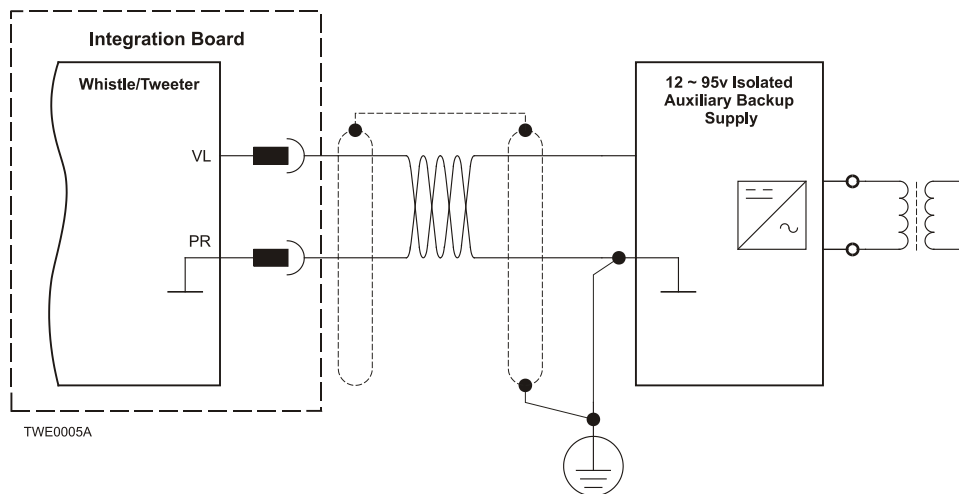 Integration Board
Whistle/Tweeter
VL
PR
12 ~ 95v Isolated
Auxiliary Backup
Supply
TWE0005A